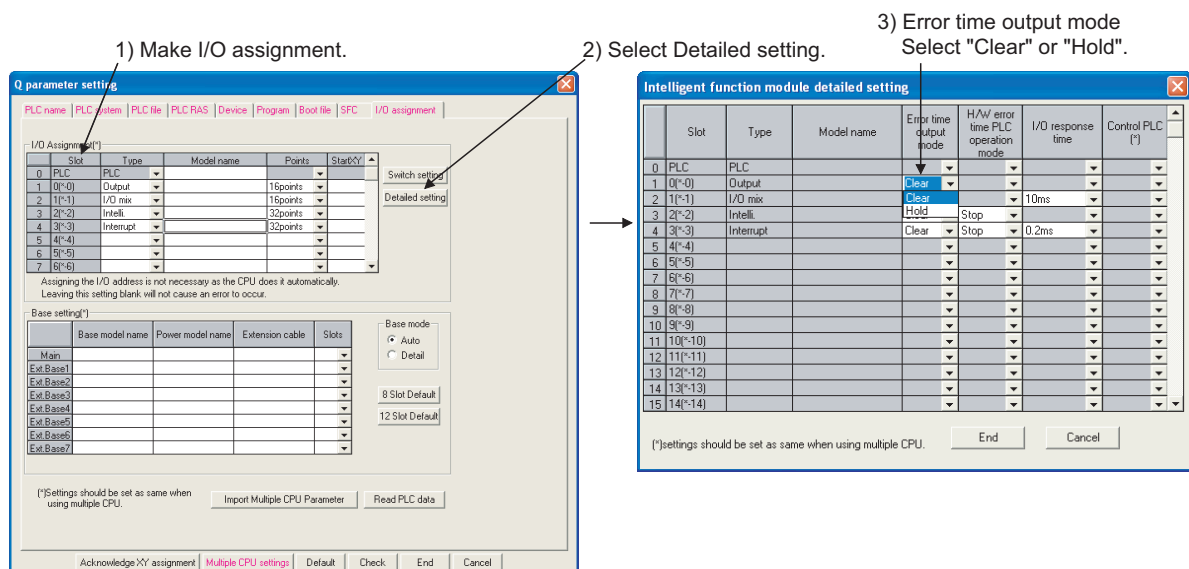 3) Error time output mode
1) Make I/O assignment.
2) Select Detailed setting.
Select "Clear" or "Hold".
Q parameter setting
PLC name PLC system PLC file PLC RAS Device Program Boot file SFC I/O assignment
I/O Assignment(*)
Slot Type Model name Points StartXY
0 PLC PLC
1 0(*-0) Output 16points
2 1(*-1) I/O mix 16points
3 2(*-2) Intelli. 32points
4 3(*-3) Interrupt 32points
5 4(*-4)
6 5(*-5)
7 6(*-6)
Switch setting
Detailed setting
Assigning the I/O address is not necessary as the CPU does it automatically.
Leaving this setting blank will not cause an error to occur.
Base setting(*)
Base model name Power model name Extension cable Slots
Main
Ext.Base1
Ext.Base2
Ext.Base3
Ext.Base4
Ext.Base5
Ext.Base6
Ext.Base7
Base mode
Auto
Detail
8 Slot Default
12 Slot Default
(*)Settings should be set as same when
using multiple CPU.
Import Multiple CPU Parameter Read PLC data
Acknowledge XY assignment Multiple CPU settings Default Check End Cancel
Intelligent function module detailed setting
Slot Type Model name Error time output mode H/W error time PLC operation mode I/O response time Control PLC (*)
0 PLC PLC
1 0(*-0) Output Clear
2 1(*-1) I/O mix Clear 10ms
3 2(*-2) Intelli. Hold Stop
4 3(*-3) Interrupt Clear Stop 0.2ms
5 4(*-4)
6 5(*-5)
7 6(*-6)
8 7(*-7)
9 8(*-8)
10 9(*-9)
11 10(*-10)
12 11(*-11)
13 12(*-12)
14 13(*-13)
15 14(*-14)
(*)settings should be set as same when using multiple CPU.
End Cancel